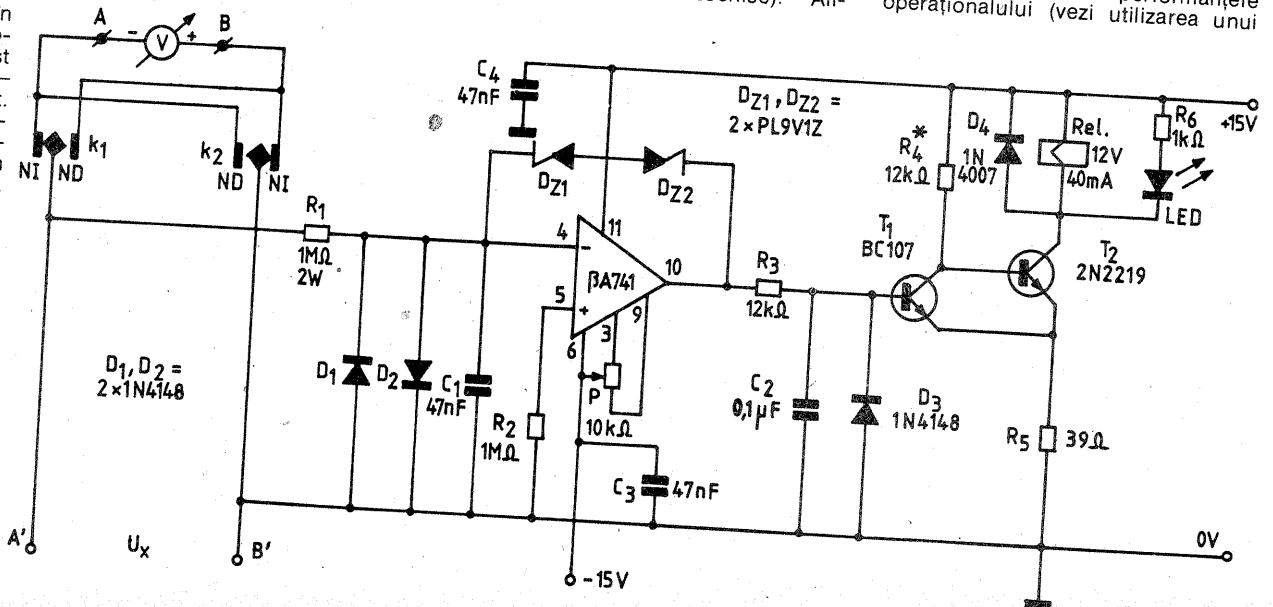 în
st
operaționalului (vezi utilizarea unui
A
-
V
+
B
NI
ND
k1
k2
ND
NI
R1
1MΩ
2W
D1, D2 =
2×1N4148
D1
D2
C1
47nF
R2
1MΩ
C4
47nF
DZ1
DZ2
DZ1, DZ2 =
2×PL9V1Z
4
-
11
βA741
10
5
+
9
3
6
P
10kΩ
C3
47nF
-15V
R3
12kΩ
C2
0,1μF
D3
1N4148
T1
BC107
R4*
12kΩ
D4
1N
4007
Rel.
12V
40mA
R6
1kΩ
+15V
LED
T2
2N2219
R5
39Ω
0V
A'
Ux
B'